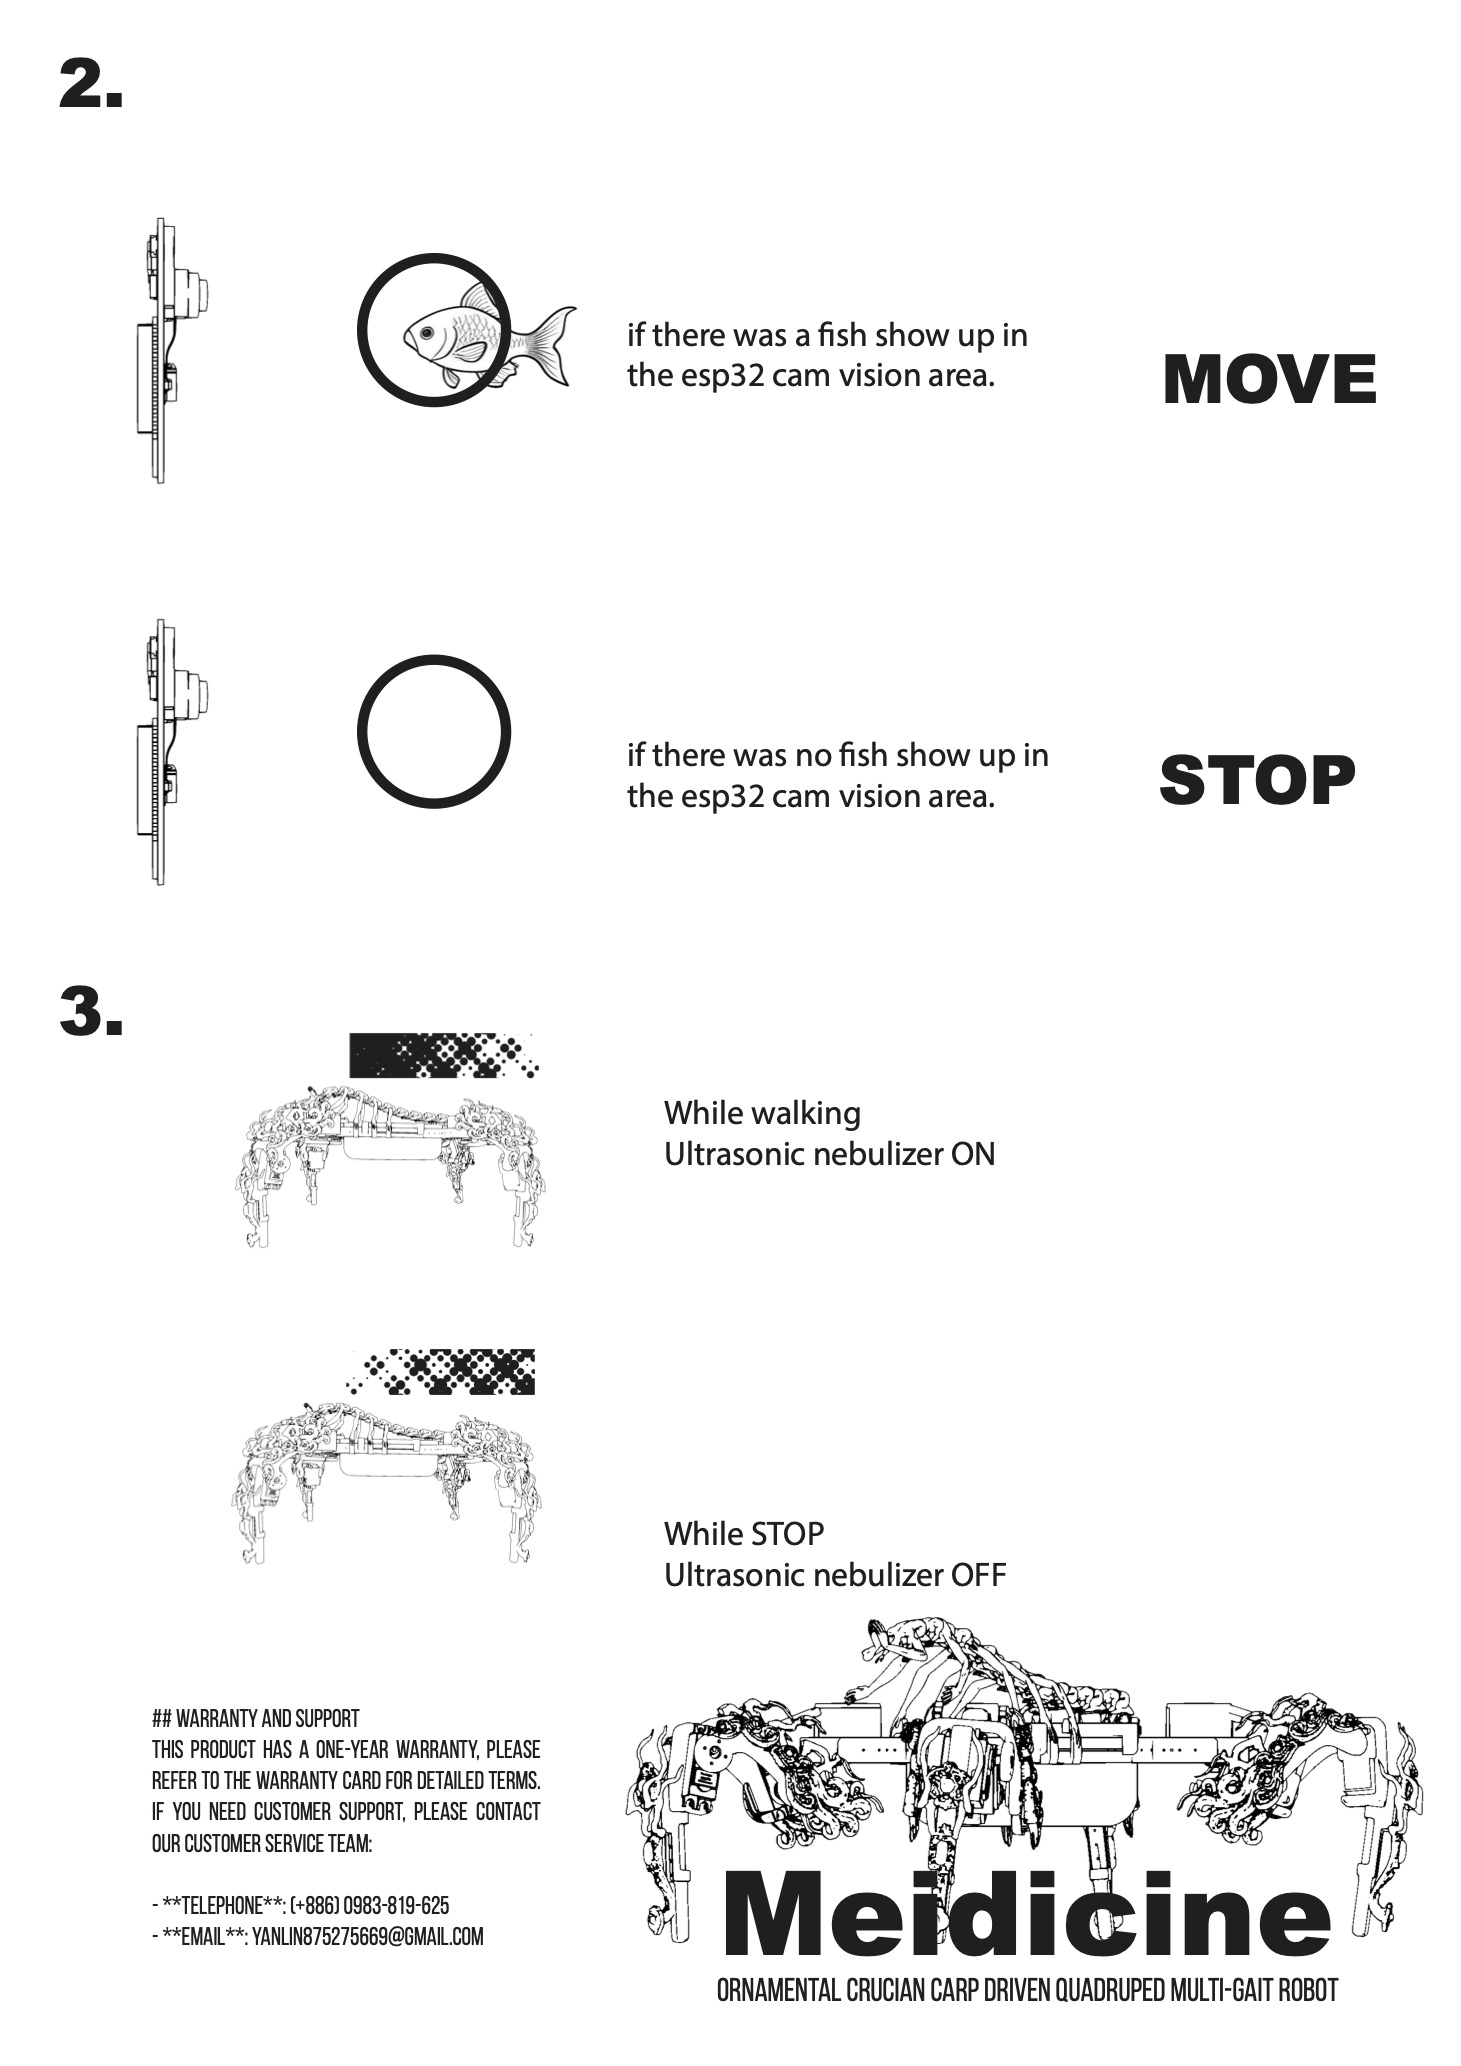 2.
if there was a fish show up in
the esp32 cam vision area.
MOVE
if there was no fish show up in
the esp32 cam vision area.
STOP
3.
While walking
Ultrasonic nebulizer ON
While STOP
Ultrasonic nebulizer OFF
## WARRANTY AND SUPPORT
THIS PRODUCT HAS A ONE-YEAR WARRANTY, PLEASE
REFER TO THE WARRANTY CARD FOR DETAILED TERMS.
IF YOU NEED CUSTOMER SUPPORT, PLEASE CONTACT
OUR CUSTOMER SERVICE TEAM:
- **TELEPHONE**: (+886) 0983-819-625
- **EMAIL**: YANLIN875275669@GMAIL.COM
Meidicine
ORNAMENTAL CRUCIAN CARP DRIVEN QUADRUPED MULTI-GAIT ROBOT